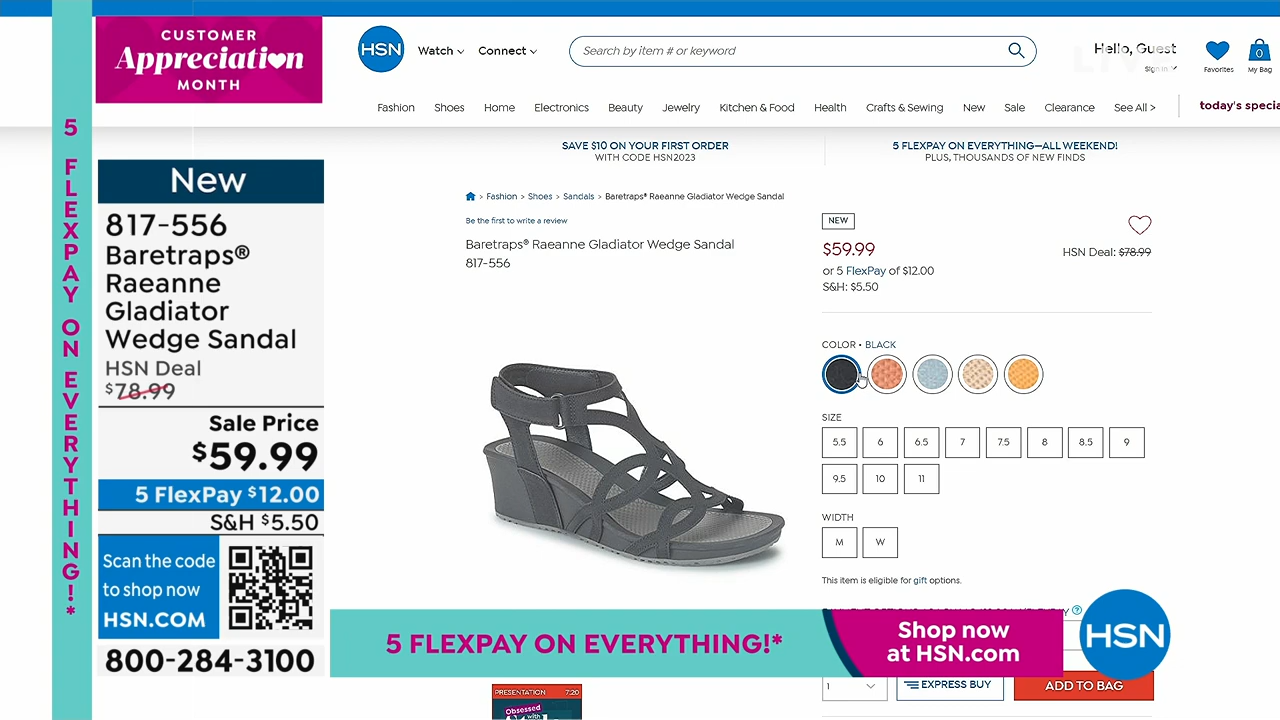 CUSTOMER
Appreciation
MONTH
5 FLEXPAY ON EVERYTHING!*
New
817-556
Baretraps®
Raeanne
Gladiator
Wedge Sandal
HSN Deal
$78.99
Sale Price
$59.99
5 FlexPay $12.00
S&H $5.50
Scan the code
to shop now
HSN.COM
800-284-3100
HSN
Watch
Connect
Search by item # or keyword
LIVE
Hello, Guest
Sign in
Favorites
0
My Bag
Fashion
Shoes
Home
Electronics
Beauty
Jewelry
Kitchen & Food
Health
Crafts & Sewing
New
Sale
Clearance
See All >
today's specia
SAVE $10 ON YOUR FIRST ORDER
WITH CODE HSN2023
5 FLEXPAY ON EVERYTHING—ALL WEEKEND!
PLUS, THOUSANDS OF NEW FINDS
> Fashion > Shoes > Sandals > Baretraps® Raeanne Gladiator Wedge Sandal
Be the first to write a review
Baretraps® Raeanne Gladiator Wedge Sandal
817-556
NEW
$59.99
HSN Deal: $78.99
or 5 FlexPay of $12.00
S&H: $5.50
COLOR • BLACK
SIZE
5.5 6 6.5 7 7.5 8 8.5 9
9.5 10 11
WIDTH
M W
This item is eligible for gift options.
5 FLEXPAY ON EVERYTHING!*
Shop now
at HSN.com
HSN
1
EXPRESS BUY
ADD TO BAG
PRESENTATION 7:20
Obsessed
with